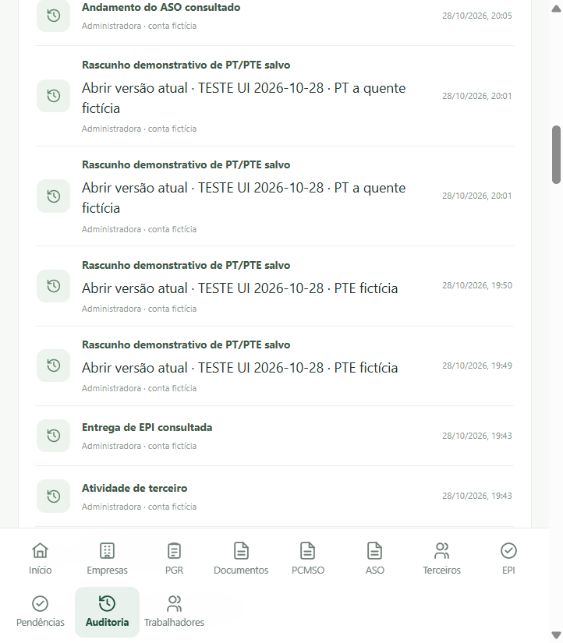 Andamento do ASO consultado
Administradora · conta fictícia
28/10/2026, 20:05
Rascunho demonstrativo de PT/PTE salvo
Abrir versão atual · TESTE UI 2026-10-28 · PT a quente
fictícia
Administradora · conta fictícia
28/10/2026, 20:01
Rascunho demonstrativo de PT/PTE salvo
Abrir versão atual · TESTE UI 2026-10-28 · PT a quente
fictícia
Administradora · conta fictícia
28/10/2026, 20:01
Rascunho demonstrativo de PT/PTE salvo
Abrir versão atual · TESTE UI 2026-10-28 · PTE fictícia
Administradora · conta fictícia
28/10/2026, 19:50
Rascunho demonstrativo de PT/PTE salvo
Abrir versão atual · TESTE UI 2026-10-28 · PTE fictícia
Administradora · conta fictícia
28/10/2026, 19:49
Entrega de EPI consultada
Administradora · conta fictícia
28/10/2026, 19:43
Atividade de terceiro
Administradora · conta fictícia
28/10/2026, 19:43
Início
Empresas
PGR
Documentos
PCMSO
ASO
Terceiros
EPI
Pendências
Auditoria
Trabalhadores